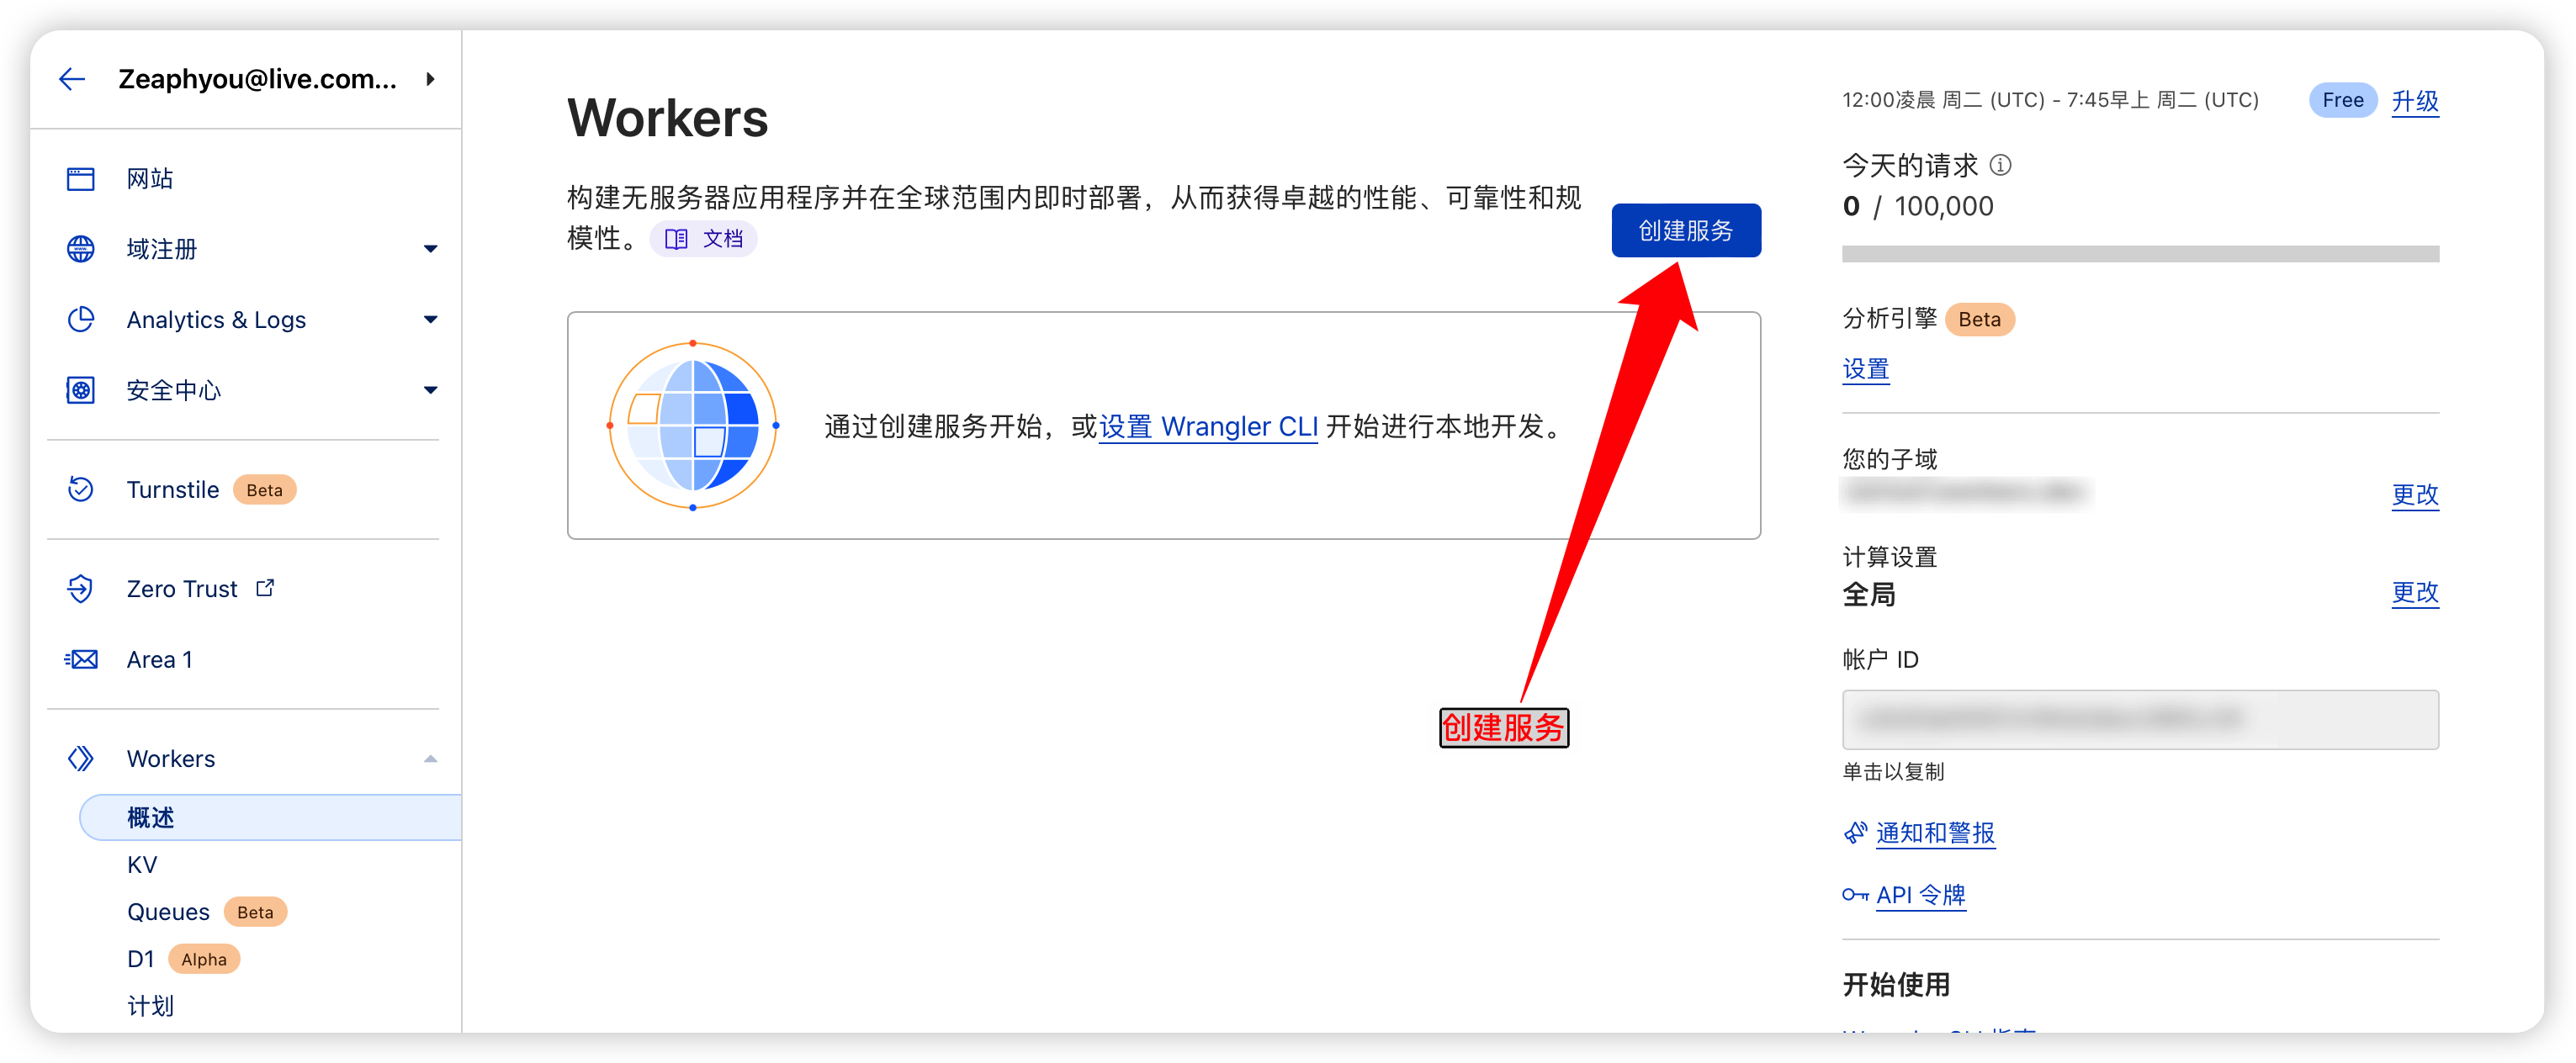 Zeaphyou@live.com...
网站
域注册
Analytics & Logs
安全中心
Turnstile Beta
Zero Trust
Area 1
Workers
概述
KV
Queues Beta
D1 Alpha
计划
Workers
构建无服务器应用程序并在全球范围内即时部署，从而获得卓越的性能、可靠性和规
模性。 文档
创建服务
通过创建服务开始，或设置 Wrangler CLI 开始进行本地开发。
创建服务
12:00凌晨 周二 (UTC) - 7:45早上 周二 (UTC) Free 升级
今天的请求
0 / 100,000
分析引擎 Beta
设置
您的子域
更改
计算设置
全局 更改
帐户 ID
单击以复制
通知和警报
API 令牌
开始使用